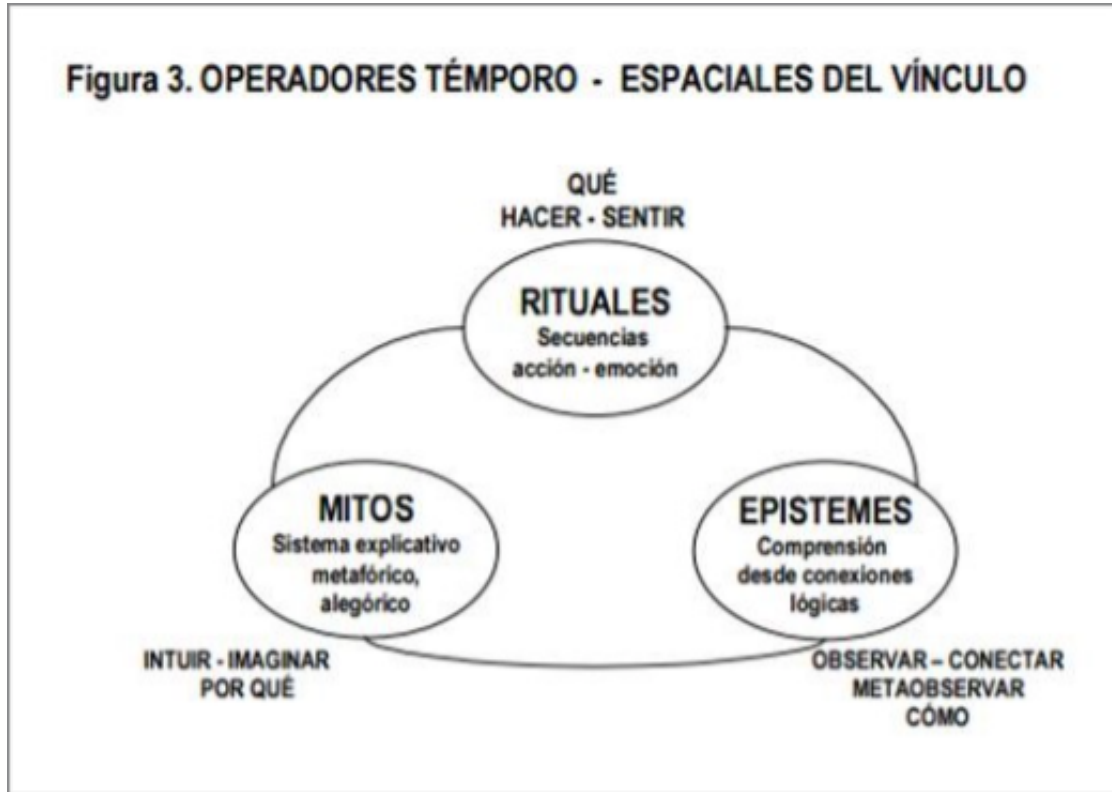 Figura 3. OPERADORES TÉMPORO - ESPACIALES DEL VÍNCULO
QUÉ
HACER - SENTIR
RITUALES
Secuencias
acción - emoción
MITOS
Sistema explicativo
metafórico,
alegórico
EPISTEMES
Comprensión
desde conexiones
lógicas
INTUIR - IMAGINAR
POR QUÉ
OBSERVAR – CONECTAR
METAOBSERVAR
CÓMO